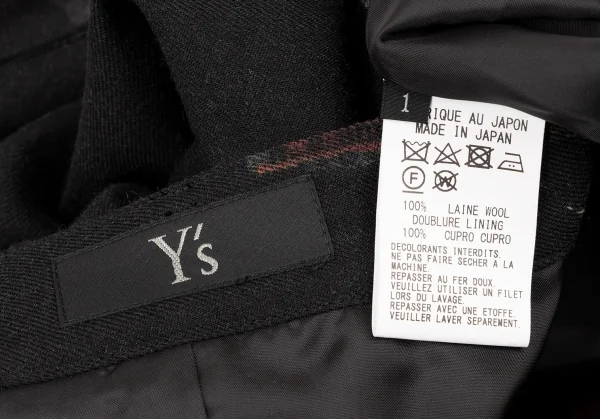 Y's
1
RIQUE AU JAPON
MADE IN JAPAN
F W
100% LAINE WOOL
DOUBLURE LINING
100% CUPRO CUPRO
DECOLORANTS INTERDITS.
NE PAS FAIRE SECHER A LA
MACHINE.
REPASSER AU FER DOUX.
VEUILLEZ UTILISER UN FILET
LORS DU LAVAGE.
REPASSER AVEC UNE ETOFFE.
VEUILLER LAVER SEPAREMENT.